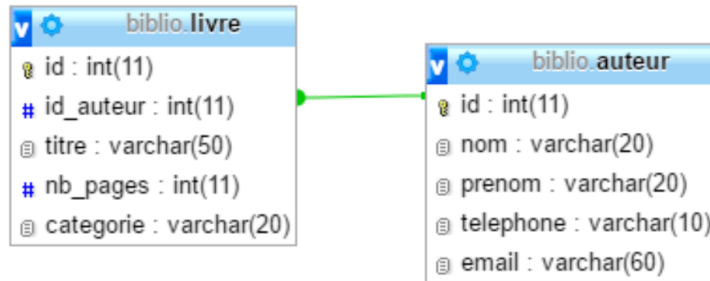 biblio.livre
id : int(11)
# id_auteur : int(11)
titre : varchar(50)
# nb_pages : int(11)
categorie : varchar(20)
biblio.auteur
id : int(11)
nom : varchar(20)
prenom : varchar(20)
telephone : varchar(10)
email : varchar(60)